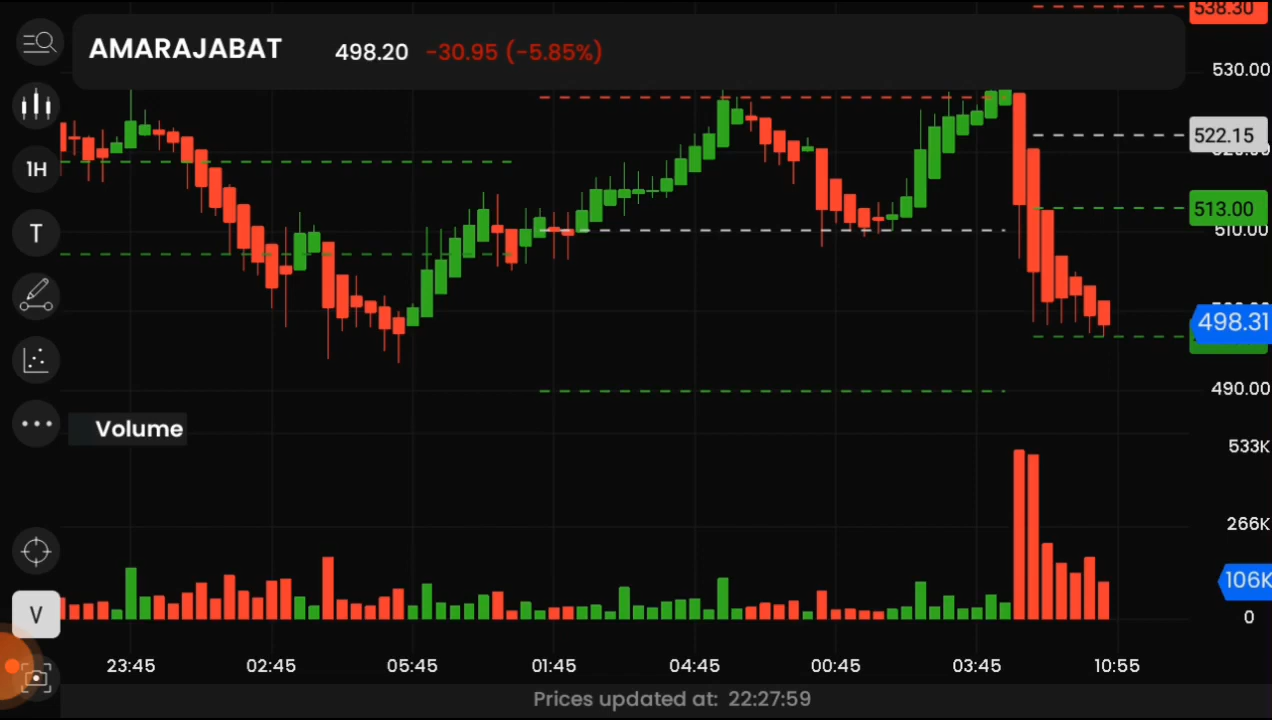 538.30
AMARAJABAT 498.20 -30.95 (-5.85%)
530.00
522.15
1H
513.00
T
510.00
498.31
490.00
Volume
533K
266K
106K
V
0
23:45 02:45 05:45 01:45 04:45 00:45 03:45 10:55
Prices updated at: 22:27:59